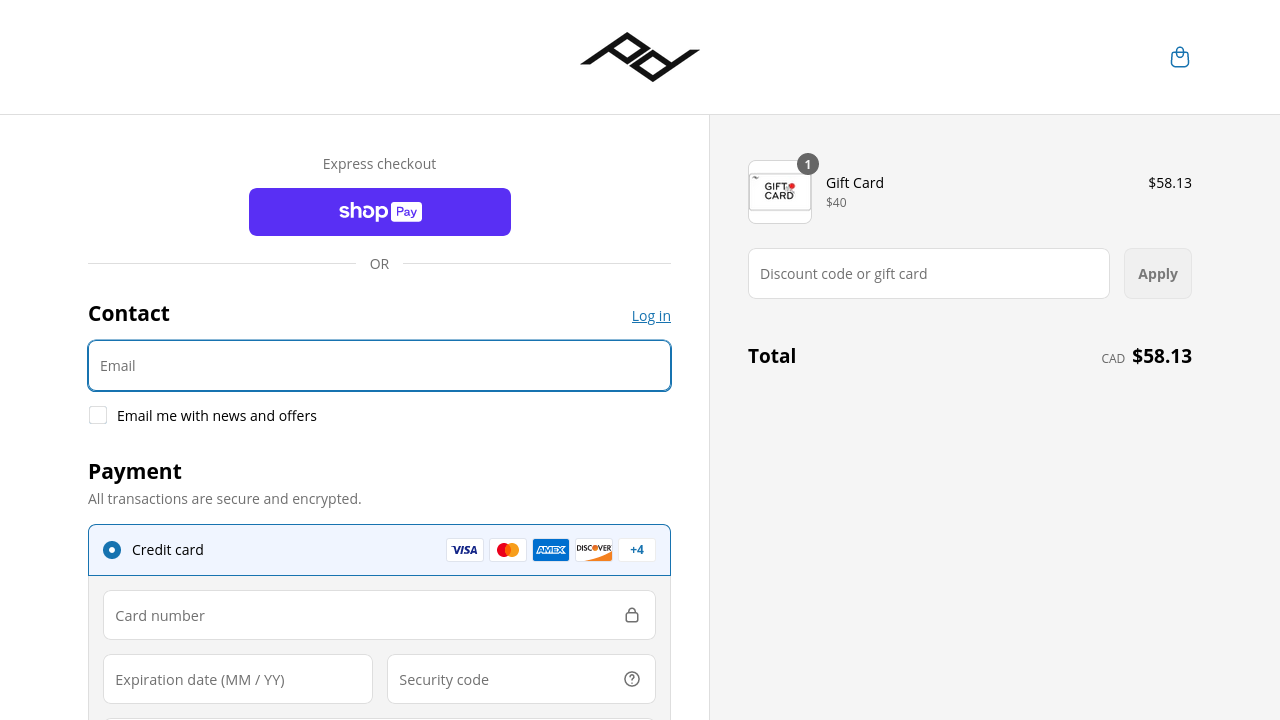 Express checkout
shop Pay
OR
Contact
Log in
Email
Email me with news and offers
Payment
All transactions are secure and encrypted.
Credit card
VISA
AMEX
DISCOVER
+4
Card number
Expiration date (MM / YY)
Security code
1
GIFT
CARD
Gift Card
$58.13
$40
Discount code or gift card
Apply
Total
CAD $58.13